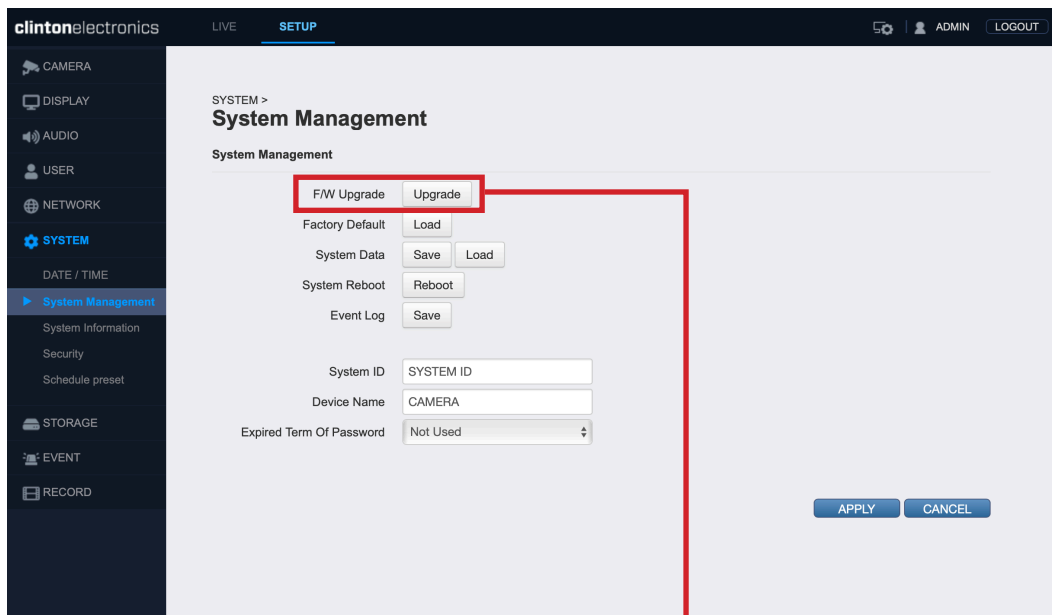 clintonelectronics LIVE SETUP ADMIN LOGOUT
CAMERA
DISPLAY
AUDIO
USER
NETWORK
SYSTEM
DATE / TIME
System Management
System Information
Security
Schedule preset
STORAGE
EVENT
RECORD
SYSTEM >
System Management
System Management
F/W Upgrade Upgrade
Factory Default Load
System Data Save Load
System Reboot Reboot
Event Log Save
System ID SYSTEM ID
Device Name CAMERA
Expired Term Of Password Not Used
APPLY CANCEL